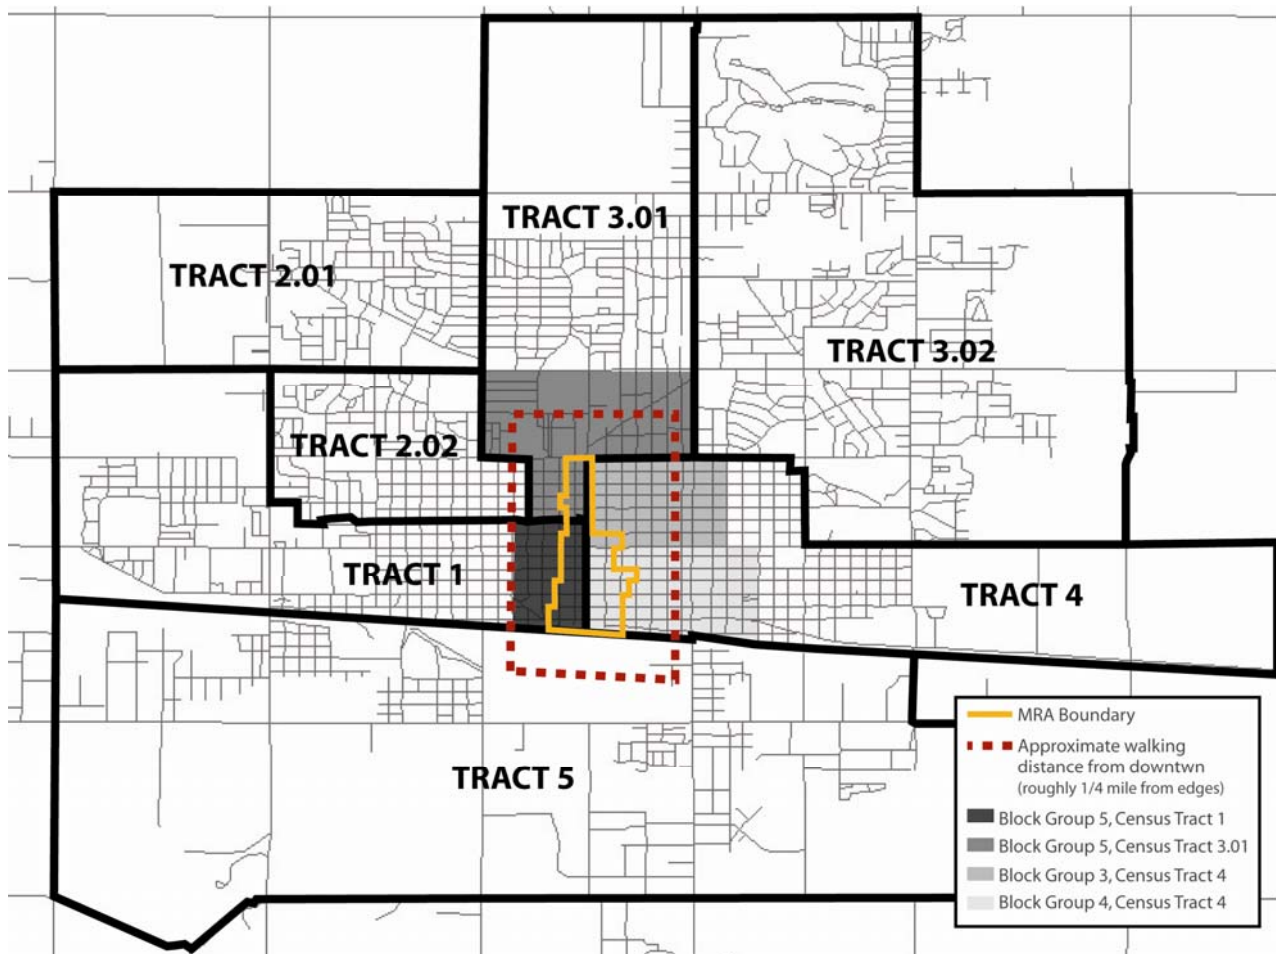 TRACT 3.01
TRACT 2.01
TRACT 3.02
TRACT 2.02
TRACT 1
TRACT 4
TRACT 5
MRA Boundary
Approximate walking
distance from downtwn
(roughly 1/4 mile from edges)
Block Group 5, Census Tract 1
Block Group 5, Census Tract 3.01
Block Group 3, Census Tract 4
Block Group 4, Census Tract 4